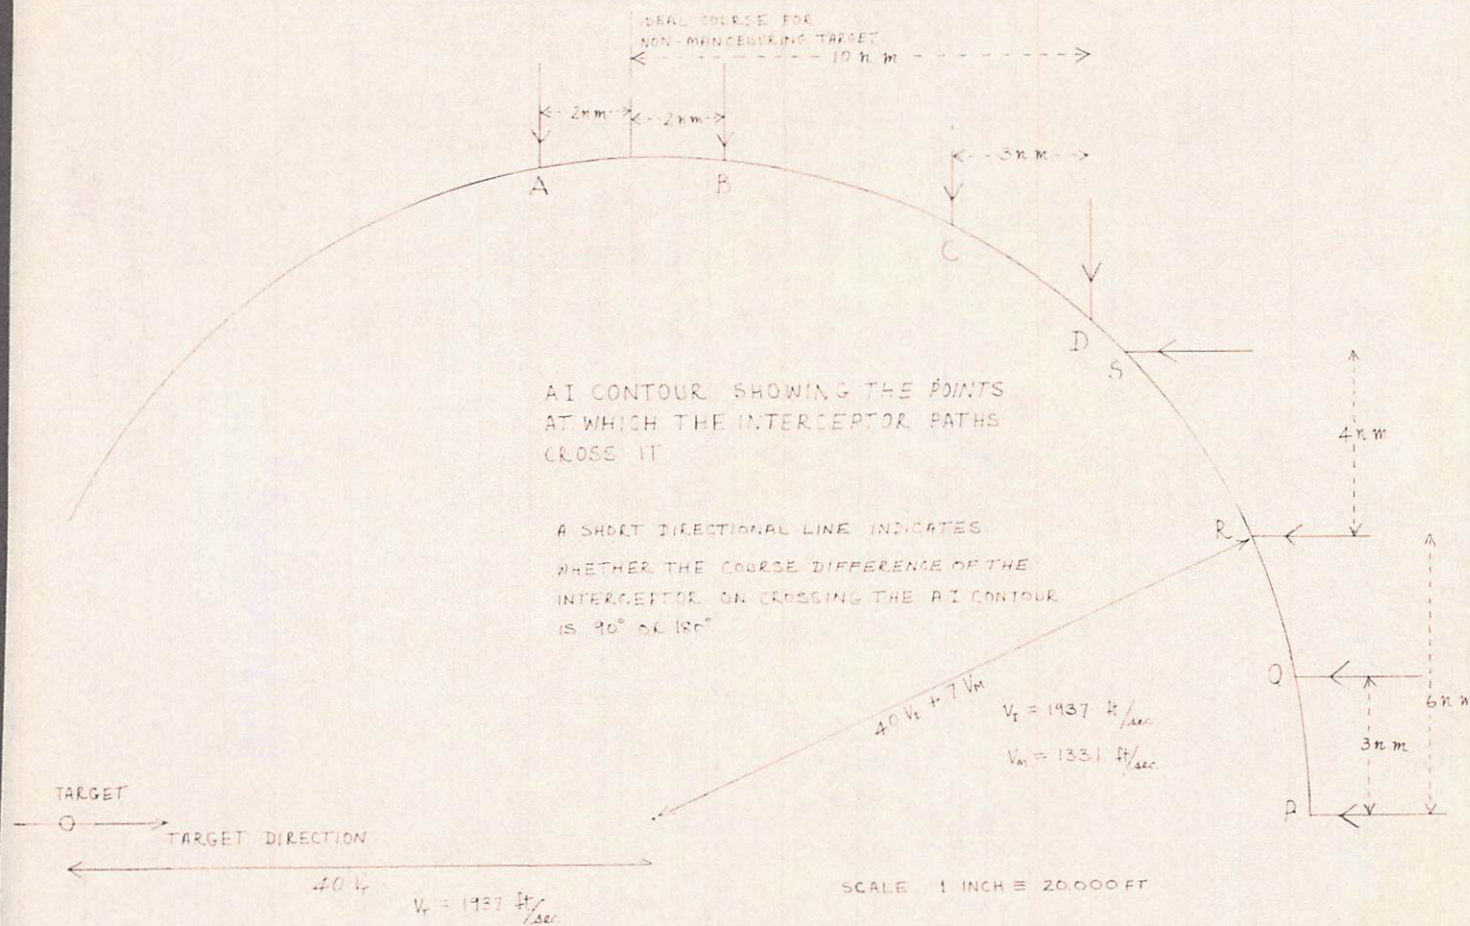 IDEAL COURSE FOR
NON-MANOEUVRING TARGET
10 n m
2 n m
2 n m
3 n m
A
B
C
D
S
AI CONTOUR SHOWING THE POINTS
AT WHICH THE INTERCEPTOR PATHS
CROSS IT
4 n m
A SHORT DIRECTIONAL LINE INDICATES
WHETHER THE COURSE DIFFERENCE OF THE
INTERCEPTOR ON CROSSING THE AI CONTOUR
IS 90° OR 180°
R
Q
6 n m
40 V_I + 7 V_M
V_I = 1937 ft/sec
V_M = 1331 ft/sec
3 n m
P
TARGET
TARGET DIRECTION
40 V_T
V_T = 1937 ft/sec
SCALE 1 INCH ≡ 20,000 FT